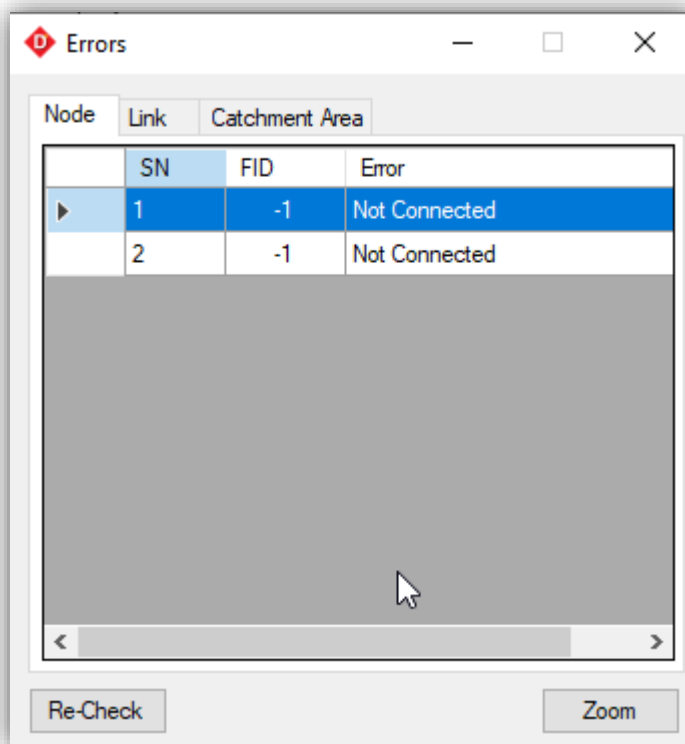 D Errors
Node Link Catchment Area
SN FID Error
1 -1 Not Connected
2 -1 Not Connected
Re-Check Zoom